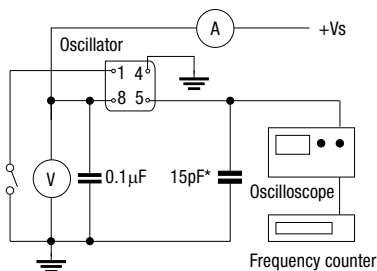 A
+Vs
Oscillator
1 4
8 5
V
0.1µF
15pF*
Oscilloscope
Frequency counter